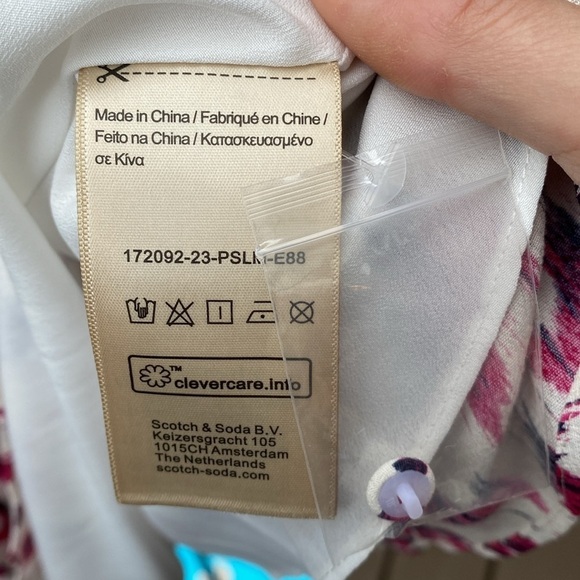 Made in China / Fabriqué en Chine /
Feito na China / Κατασκευασμένο
σε Κίνα
172092-23-PSLM-E88
™
clevercare.info
Scotch & Soda B.V.
Keizersgracht 105
1015CH Amsterdam
The Netherlands
scotch-soda.com